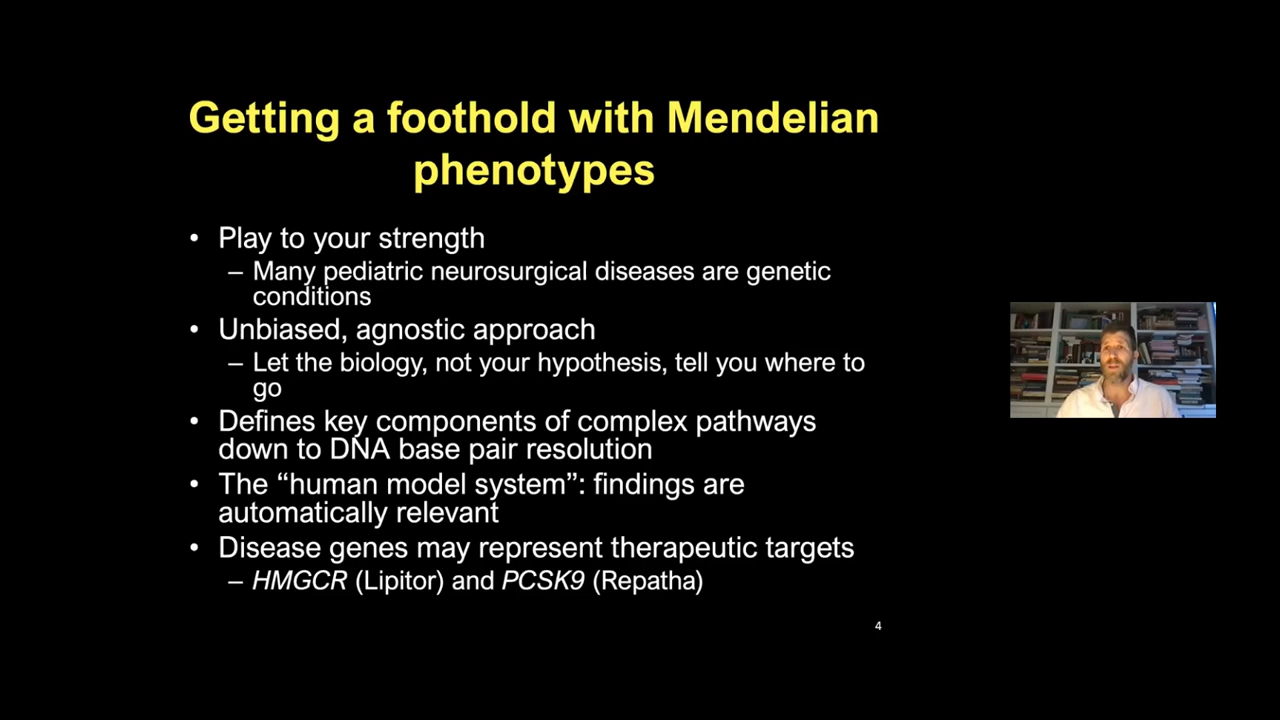 Getting a foothold with Mendelian
phenotypes
• Play to your strength
– Many pediatric neurosurgical diseases are genetic
conditions
• Unbiased, agnostic approach
– Let the biology, not your hypothesis, tell you where to
go
• Defines key components of complex pathways
down to DNA base pair resolution
• The “human model system”: findings are
automatically relevant
• Disease genes may represent therapeutic targets
– HMGCR (Lipitor) and PCSK9 (Repatha)
4